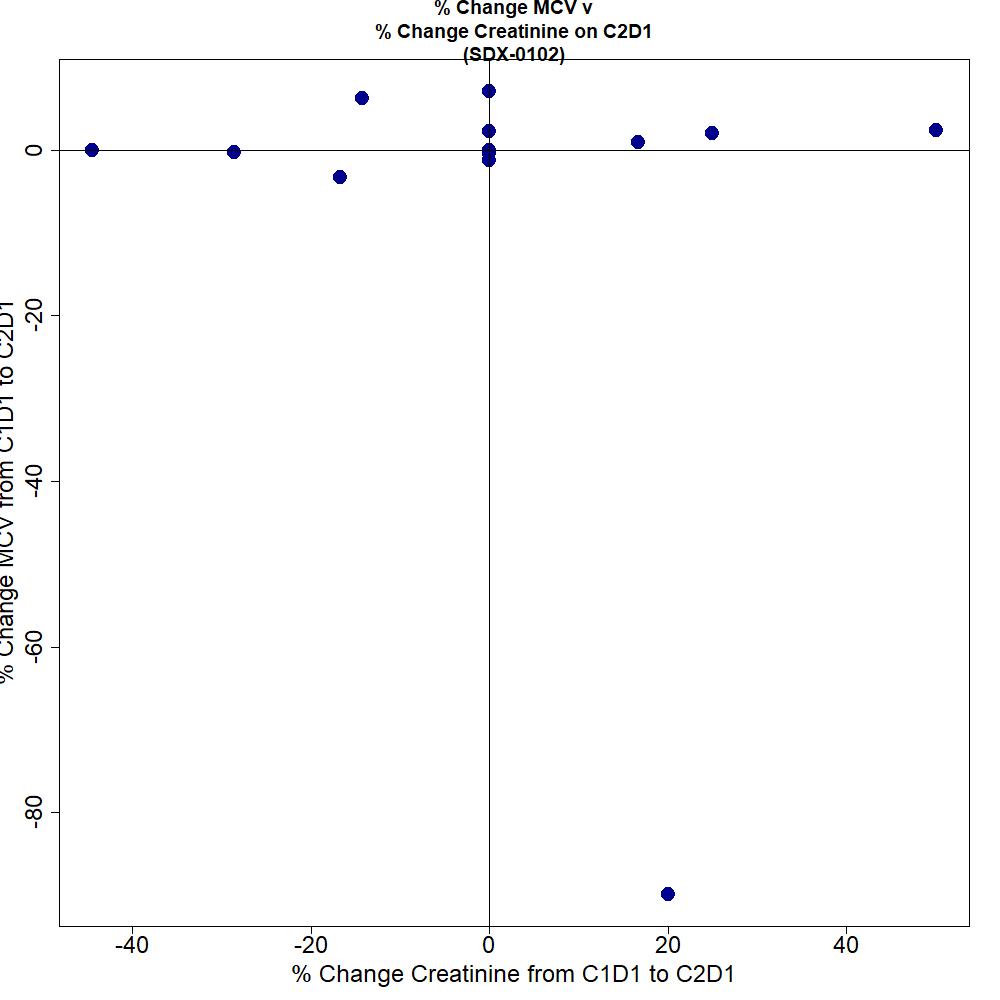 % Change MCV v
% Change Creatinine on C2D1
(SDX-0102)
% Change MCV from C1D1 to C2D1
0
-20
-40
-60
-80
-40
-20
0
20
40
% Change Creatinine from C1D1 to C2D1